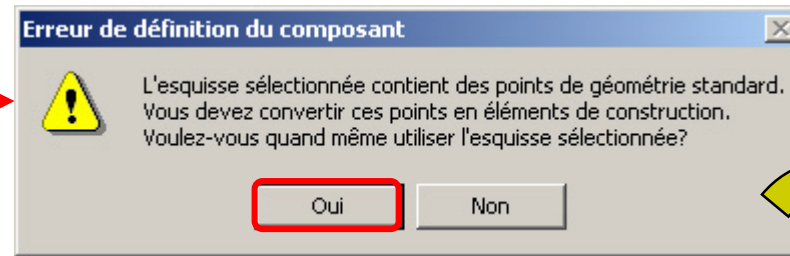 Erreur de définition du composant
L'esquisse sélectionnée contient des points de géométrie standard.
Vous devez convertir ces points en éléments de construction.
Voulez-vous quand même utiliser l'esquisse sélectionnée?
Oui Non